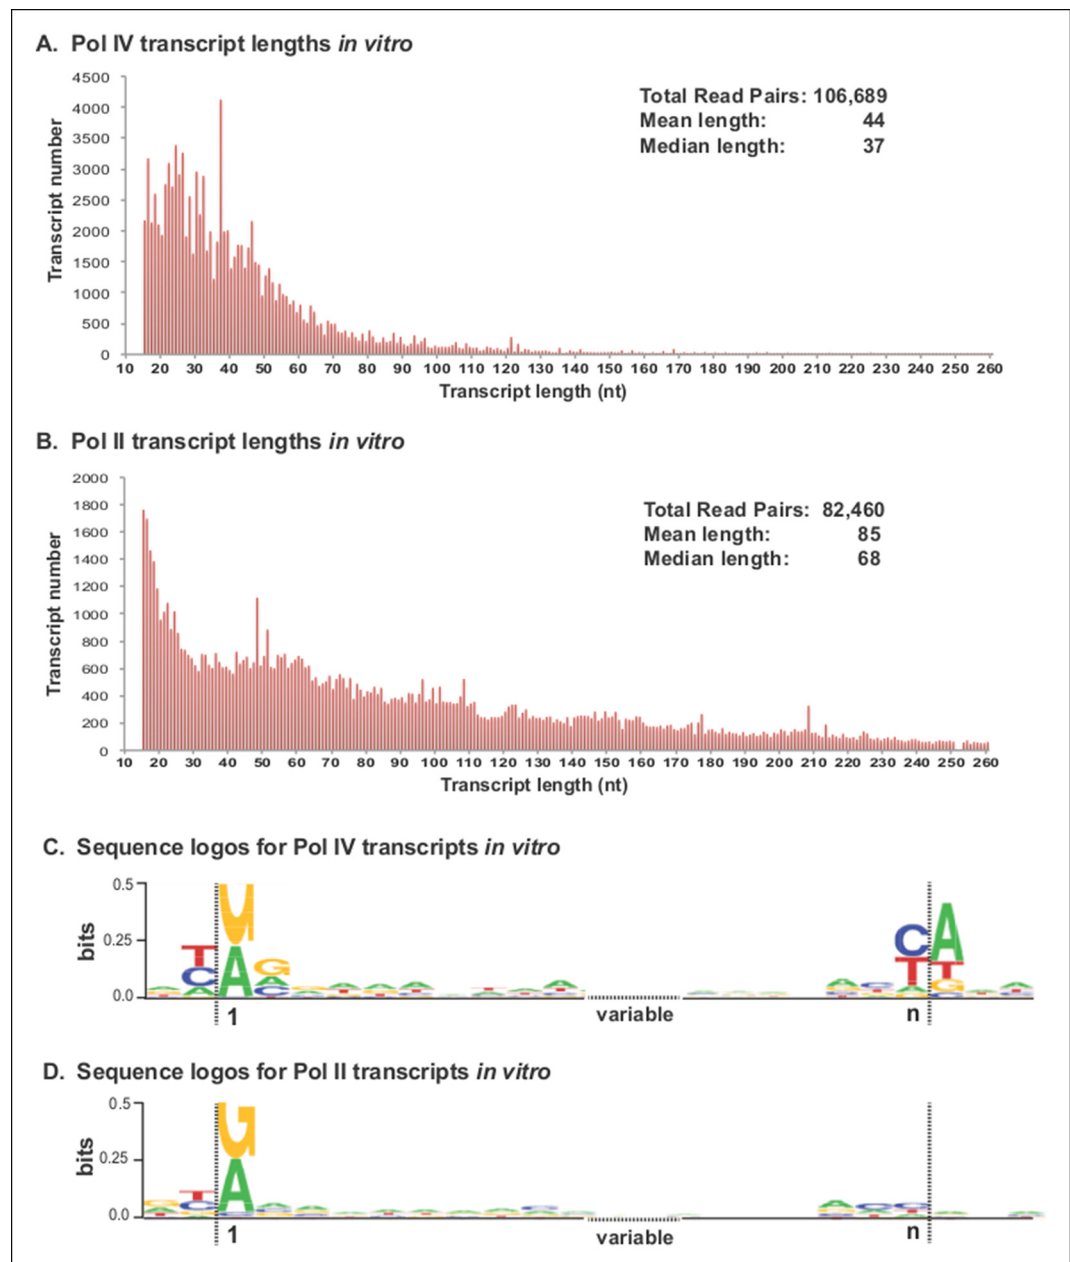 A. Pol IV transcript lengths in vitro
Total Read Pairs: 106,689
Mean length: 44
Median length: 37
Transcript number
4500
4000
3500
3000
2500
2000
1500
1000
500
0
10 20 30 40 50 60 70 80 90 100 110 120 130 140 150 160 170 180 190 200 210 220 230 240 250 260
Transcript length (nt)
B. Pol II transcript lengths in vitro
Total Read Pairs: 82,460
Mean length: 85
Median length: 68
Transcript number
2000
1800
1600
1400
1200
1000
800
600
400
200
0
10 20 30 40 50 60 70 80 90 100 110 120 130 140 150 160 170 180 190 200 210 220 230 240 250 260
Transcript length (nt)
C. Sequence logos for Pol IV transcripts in vitro
bits
0.5
0.25
0.0
T
C
A
A
G
A
C
C
T
A
A
T
G
C
1 variable n
D. Sequence logos for Pol II transcripts in vitro
bits
0.5
0.25
0.0
T
C
G
A
1 variable n